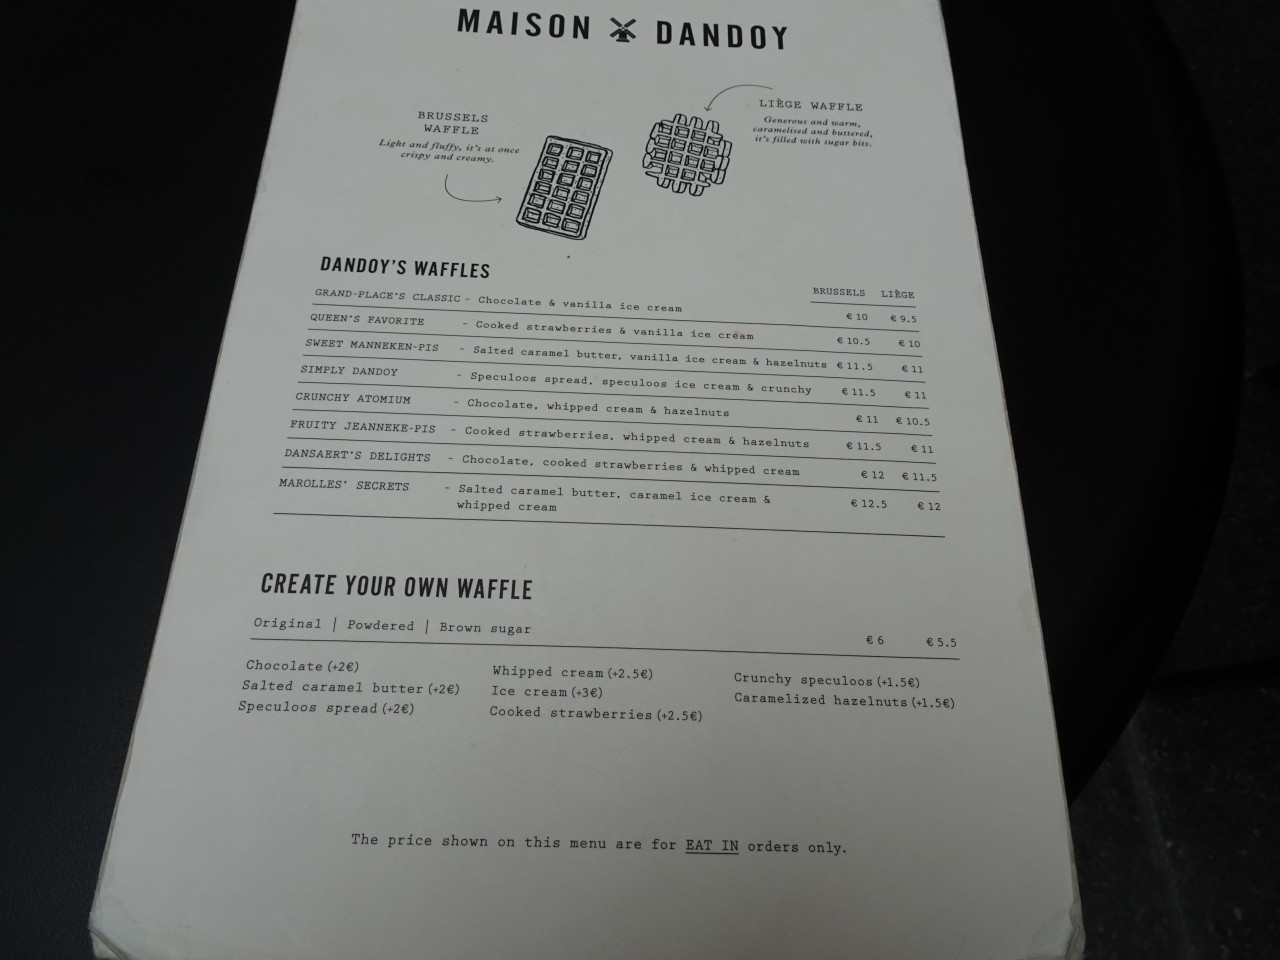 MAISON DANDOY
BRUSSELS
WAFFLE
Light and fluffy, it's at once
crispy and creamy.
LIÈGE WAFFLE
Generous and warm,
caramelised and buttered,
it's filled with sugar bits.
DANDOY'S WAFFLES
BRUSSELS LIÈGE
GRAND-PLACE'S CLASSIC - Chocolate & vanilla ice cream € 10 € 9.5
QUEEN'S FAVORITE - Cooked strawberries & vanilla ice cream € 10.5 € 10
SWEET MANNEKEN-PIS - Salted caramel butter, vanilla ice cream & hazelnuts € 11.5 € 11
SIMPLY DANDOY - Speculoos spread, speculoos ice cream & crunchy € 11.5 € 11
CRUNCHY ATOMIUM - Chocolate, whipped cream & hazelnuts € 11 € 10.5
FRUITY JEANNEKE-PIS - Cooked strawberries, whipped cream & hazelnuts € 11.5 € 11
DANSAERT'S DELIGHTS - Chocolate, cooked strawberries & whipped cream € 12 € 11.5
MAROLLES' SECRETS - Salted caramel butter, caramel ice cream & € 12.5 € 12
whipped cream
CREATE YOUR OWN WAFFLE
Original | Powdered | Brown sugar € 6 € 5.5
Chocolate (+2€)
Salted caramel butter (+2€)
Speculoos spread (+2€)
Whipped cream (+2.5€)
Ice cream (+3€)
Cooked strawberries (+2.5€)
Crunchy speculoos (+1.5€)
Caramelized hazelnuts (+1.5€)
The price shown on this menu are for EAT IN orders only.